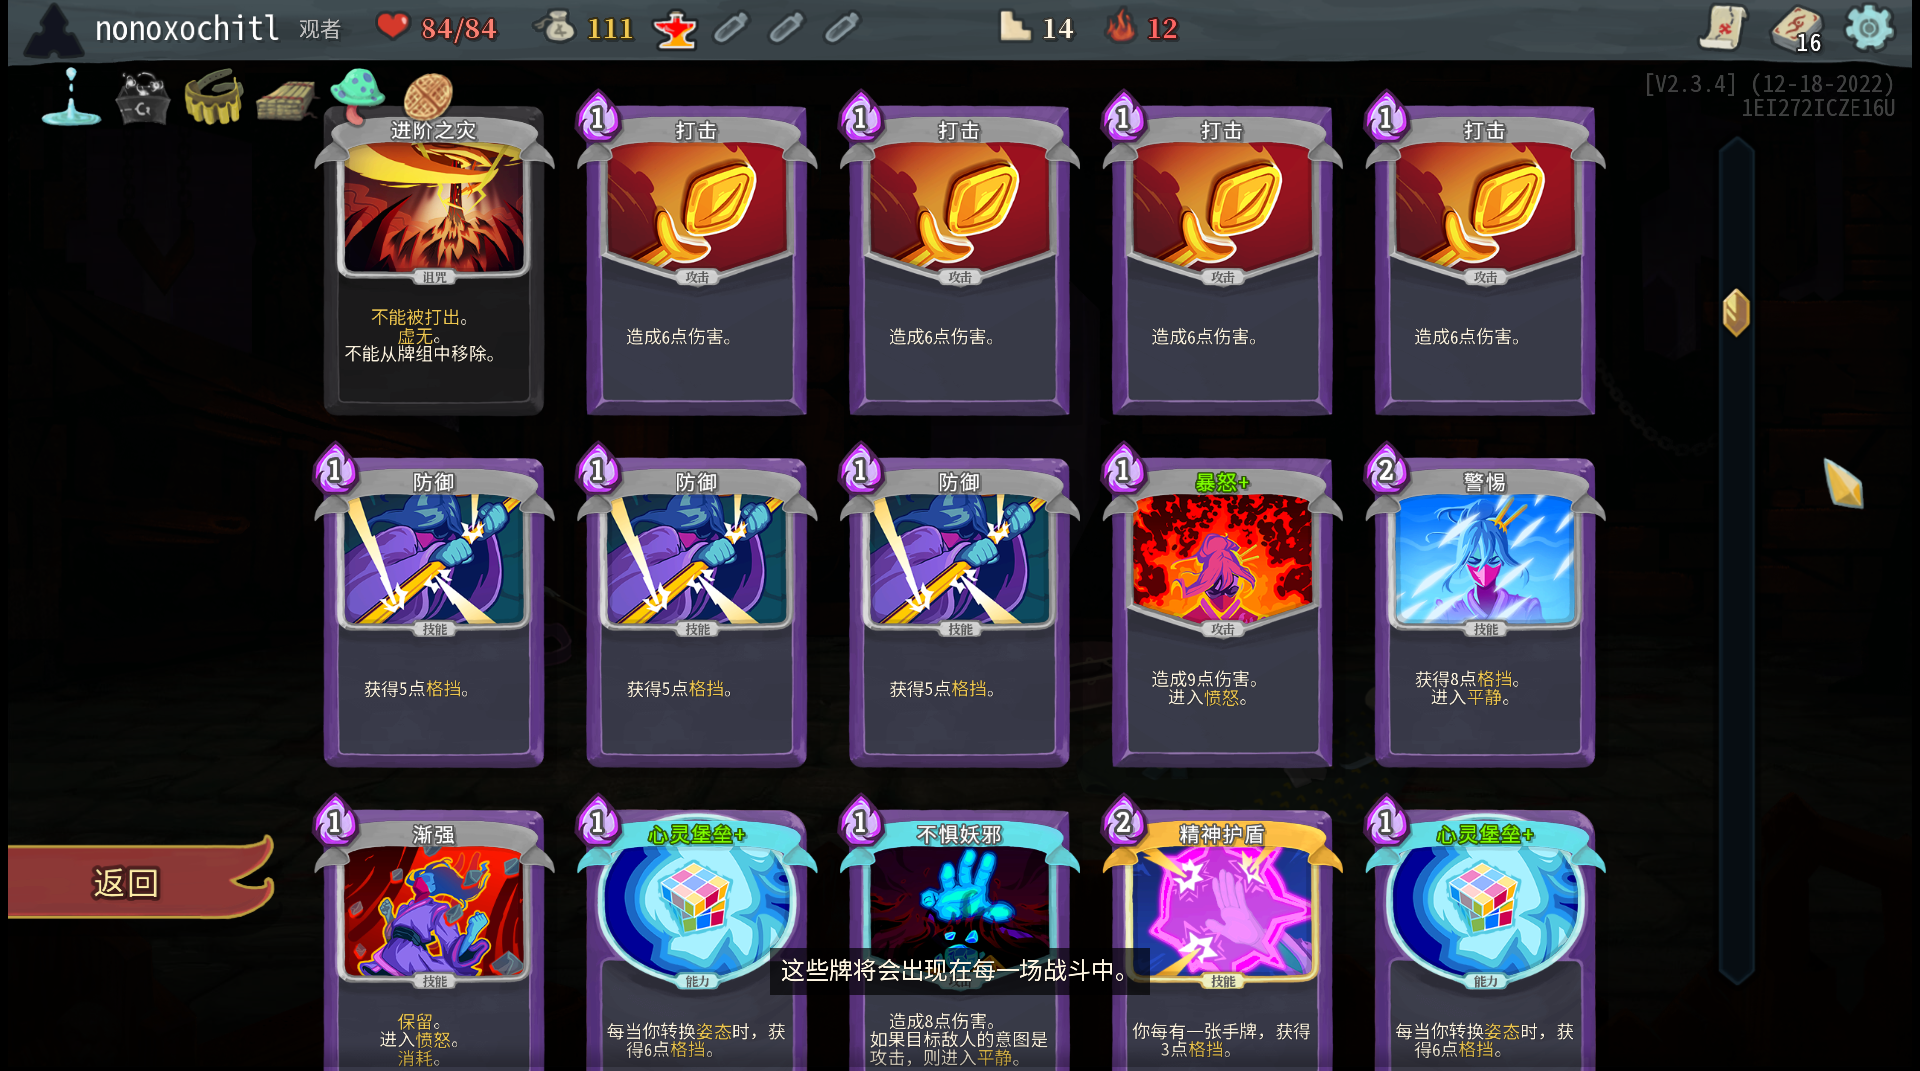 nonoxochitl 观者 84/84 111 14 12 16
[V2.3.4] (12-18-2022)
1EI272ICZE16U
进阶之灾
诅咒
不能被打出。
虚无。
不能从牌组中移除。
1 打击
攻击
造成6点伤害。
1 打击
攻击
造成6点伤害。
1 打击
攻击
造成6点伤害。
1 打击
攻击
造成6点伤害。
1 防御
技能
获得5点格挡。
1 防御
技能
获得5点格挡。
1 防御
技能
获得5点格挡。
1 暴怒+
攻击
造成9点伤害。
进入愤怒。
2 警惕
技能
获得8点格挡。
进入平静。
1 渐强
技能
保留。
进入愤怒。
消耗。
1 心灵堡垒+
能力
每当你转换姿态时，获
得6点格挡。
1 不惧妖邪
攻击
造成8点伤害。
如果目标敌人的意图是
攻击，则进入平静。
2 精神护盾
技能
你每有一张手牌，获得
3点格挡。
1 心灵堡垒+
能力
每当你转换姿态时，获
得6点格挡。
返回
这些牌将会出现在每一场战斗中。